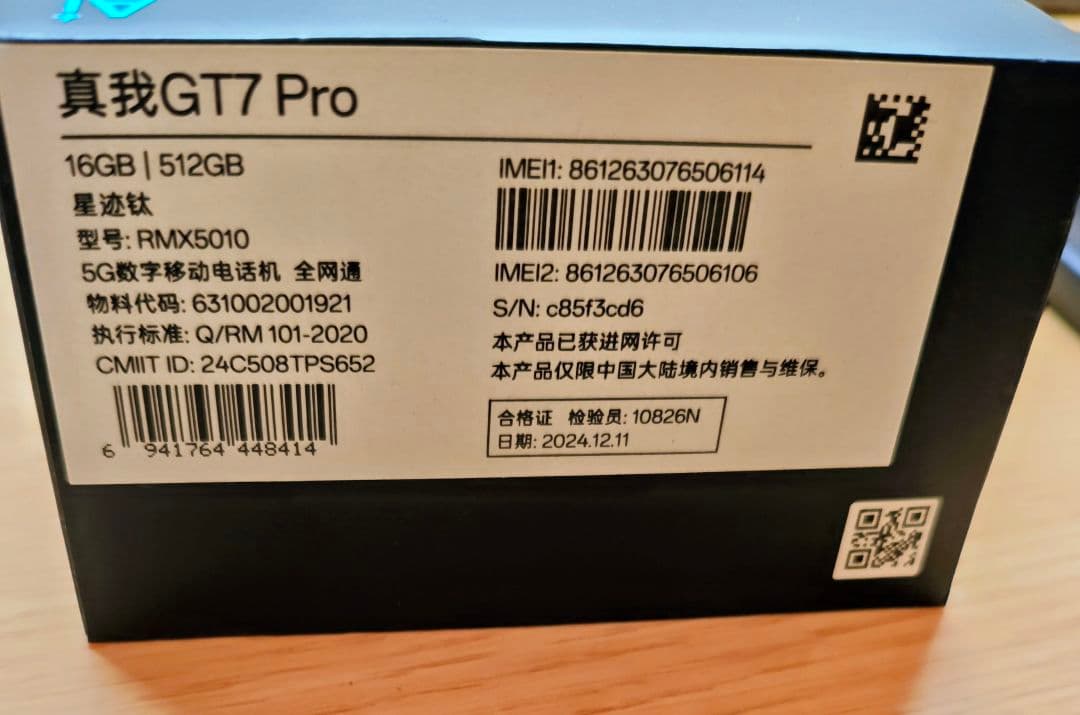 真我GT7 Pro
16GB | 512GB
星迹钛
型号: RMX5010
5G数字移动电话机 全网通
物料代码: 631002001921
执行标准: Q/RM 101-2020
CMIIT ID: 24C508TPS652
6 941764 448414
IMEI1: 861263076506114
IMEI2: 861263076506106
S/N: c85f3cd6
本产品已获进网许可
本产品仅限中国大陆境内销售与维保。
合格证 检验员: 10826N
日期: 2024.12.11